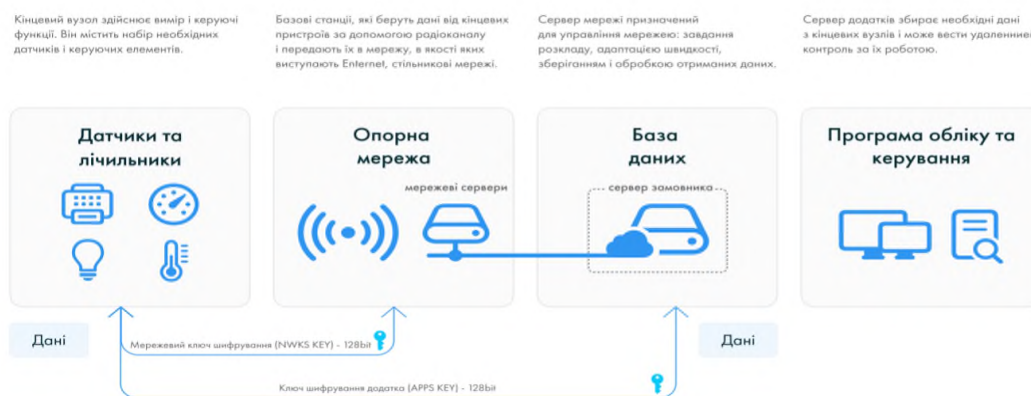 Кінцевий вузол здійснює вимір і керуючі
функції. Він містить набір необхідних
датчиків і керуючих елементів.
Базові станції, які беруть дані від кінцевих
пристроїв за допомогою радіоканалу
і передають їх в мережу, в якості яких
виступають Enternet, стільникові мережі.
Сервер мережі призначений
для управління мережею: завдання
розкладу, адаптацією швидкості,
зберіганням і обробкою отриманих даних.
Сервер додатків збирає необхідні дані
з кінцевих вузлів і може вести удаленние
контроль за їх роботою.
Датчики та
лічильники
Опорна
мережа
мережеві сервери
База
даних
сервер замовника
Програма обліку та
керування
Дані
Мережевий ключ шифрування (NWKS KEY) - 128bit
Дані
Ключ шифрування додатка (APPS KEY) - 128bit